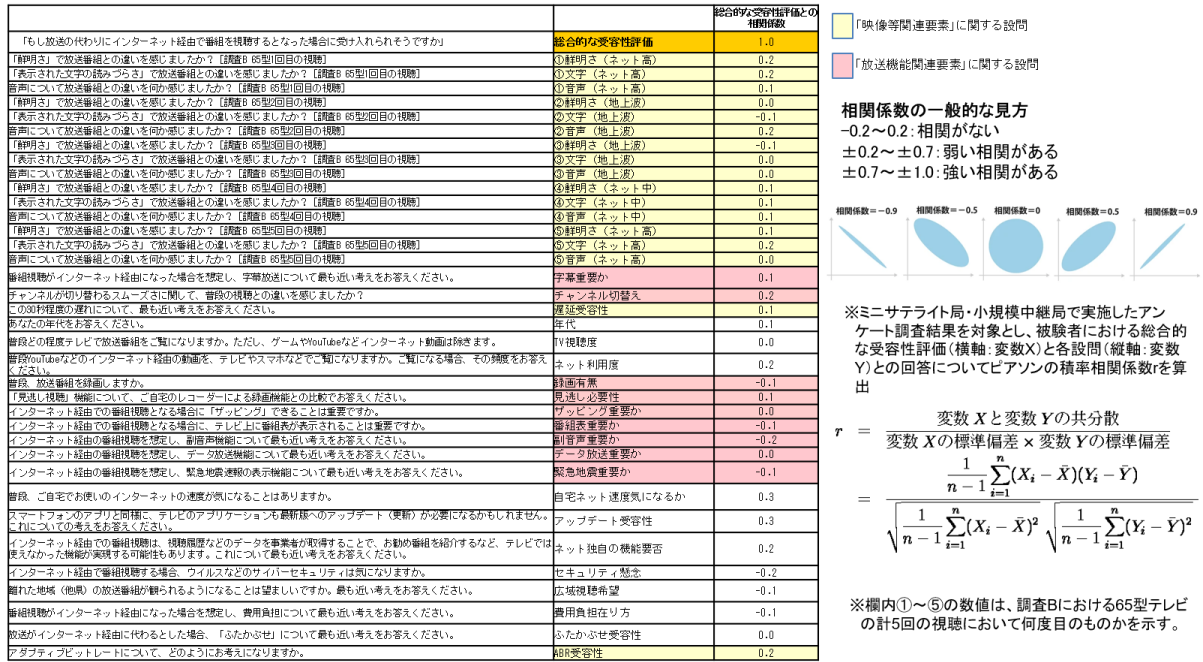 総合的な受容性評価との
相関係数
「もし放送の代わりにインターネット経由で番組を視聴するとなった場合に受け入れられそうですか」 総合的な受容性評価 1.0
「鮮明さ」で放送番組との違いを感じましたか？［調査B 65型1回目の視聴］ ①鮮明さ（ネット高） 0.2
「表示された文字の読みづらさ」で放送番組との違いを感じましたか？［調査B 65型1回目の視聴］ ①文字（ネット高） 0.2
音声について放送番組との違いを何か感じましたか？［調査B 65型1回目の視聴］ ①音声（ネット高） 0.1
「鮮明さ」で放送番組との違いを感じましたか？［調査B 65型2回目の視聴］ ②鮮明さ（地上波） 0.0
「表示された文字の読みづらさ」で放送番組との違いを感じましたか？［調査B 65型2回目の視聴］ ②文字（地上波） -0.1
音声について放送番組との違いを何か感じましたか？［調査B 65型2回目の視聴］ ②音声（地上波） 0.2
「鮮明さ」で放送番組との違いを感じましたか？［調査B 65型3回目の視聴］ ③鮮明さ（地上波） -0.1
「表示された文字の読みづらさ」で放送番組との違いを感じましたか？［調査B 65型3回目の視聴］ ③文字（地上波） 0.0
音声について放送番組との違いを何か感じましたか？［調査B 65型3回目の視聴］ ③音声（地上波） 0.0
「鮮明さ」で放送番組との違いを感じましたか？［調査B 65型4回目の視聴］ ④鮮明さ（ネット中） 0.1
「表示された文字の読みづらさ」で放送番組との違いを感じましたか？［調査B 65型4回目の視聴］ ④文字（ネット中） 0.1
音声について放送番組との違いを何か感じましたか？［調査B 65型4回目の視聴］ ④音声（ネット中） 0.1
「鮮明さ」で放送番組との違いを感じましたか？［調査B 65型5回目の視聴］ ⑤鮮明さ（ネット高） 0.1
「表示された文字の読みづらさ」で放送番組との違いを感じましたか？［調査B 65型5回目の視聴］ ⑤文字（ネット高） 0.2
音声について放送番組との違いを何か感じましたか？［調査B 65型5回目の視聴］ ⑤音声（ネット高） 0.0
番組視聴がインターネット経由になった場合を想定し、字幕放送について最も近い考えをお答えください。 字幕重要か 0.1
チャンネルが切り替わるスムーズさに関して、普段の視聴との違いを感じましたか？ チャンネル切替え 0.2
この30秒程度の遅れについて、最も近い考えをお答えください。 遅延受容性 0.1
あなたの年代をお答えください。 年代 0.1
普段どの程度テレビで放送番組をご覧になりますか。ただし、ゲームやYouTubeなどインターネット動画は除きます。 TV視聴度 0.0
普段YouTubeなどのインターネット経由の動画を、テレビやスマホなどでご覧になりますか。ご覧になる場合、その頻度をお答え
ください。 ネット利用度 0.2
普段、放送番組を録画しますか。 録画有無 -0.1
「見逃し視聴」機能について、ご自宅のレコーダーによる録画機能との比較でお答えください。 見逃し必要性 0.1
インターネット経由での番組視聴となる場合に「ザッピング」できることは重要ですか。 ザッピング重要か 0.0
インターネット経由での番組視聴となる場合に、テレビ上に番組表が表示されることは重要ですか。 番組表重要か -0.1
インターネット経由の番組視聴を想定し、副音声機能について最も近い考えをお答えください。 副音声重要か -0.2
インターネット経由の番組視聴を想定し、データ放送機能について最も近い考えをお答えください。 データ放送重要か 0.0
インターネット経由の番組視聴を想定し、緊急地震速報の表示機能について最も近い考えをお答えください。 緊急地震重要か -0.1
普段、ご自宅でお使いのインターネットの速度が気になることはありますか。 自宅ネット速度気になるか 0.3
スマートフォンのアプリと同様に、テレビのアプリケーションも最新版へのアップデート（更新）が必要になるかもしれません。
これについての考えをお答えください。 アップデート受容性 0.3
インターネット経由での番組視聴は、視聴履歴などのデータを事業者が取得することで、お勧め番組を紹介するなど、テレビでは
使えなかった機能が実現する可能性もあります。これについて最も近い考えをお答えください。 ネット独自の機能要否 0.2
インターネット経由で番組視聴する場合、ウイルスなどのサイバーセキュリティは気になりますか。 セキュリティ懸念 -0.2
離れた地域（他県）の放送番組が観られるようになることは望ましいですか。最も近い考えをお答えください。 広域視聴希望 -0.1
番組視聴がインターネット経由になった場合を想定し、費用負担について最も近い考えをお答えください。 費用負担在り方 -0.1
放送がインターネット経由に代わるとした場合、「ふたかぶせ」について最も近い考えをお答えください。 ふたかぶせ受容性 0.0
アダプティブビットレートについて、どのようにお考えになりますか。 ABR受容性 0.2
「映像等関連要素」に関する設問
「放送機能関連要素」に関する設問
相関係数の一般的な見方
-0.2～0.2：相関がない
±0.2～±0.7：弱い相関がある
±0.7～±1.0：強い相関がある
相関係数=-0.9 相関係数=-0.5 相関係数=0 相関係数=0.5 相関係数=0.9
※ミニサテライト局・小規模中継局で実施したアン
ケート調査結果を対象とし、被験者における総合的
な受容性評価（横軸：変数X）と各設問（縦軸：変数
Y）との回答についてピアソンの積率相関係数rを算
出
r = 変数 X と変数 Y の共分散 / 変数 X の標準偏差 × 変数 Y の標準偏差
= \frac{\frac{1}{n-1}\sum_{i=1}^{n}(X_i-\bar{X})(Y_i-\bar{Y})}{\sqrt{\frac{1}{n-1}\sum_{i=1}^{n}(X_i-\bar{X})^2}\sqrt{\frac{1}{n-1}\sum_{i=1}^{n}(Y_i-\bar{Y})^2}}
※欄内①～⑤の数値は、調査Bにおける65型テレビ
の計5回の視聴において何度目のものかを示す。